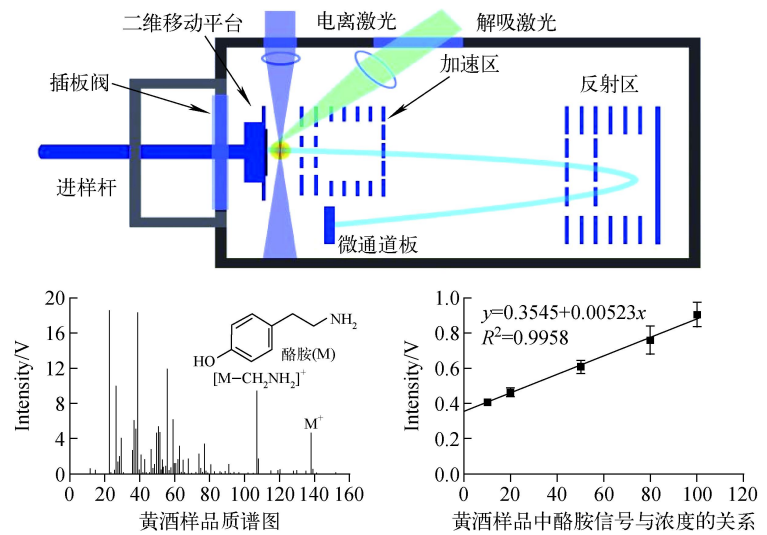 二维移动平台
电离激光
解吸激光
插板阀
加速区
反射区
进样杆
微通道板
20
16
12
8
4
0
Intensity/V
NH₂
HO
酪胺(M)
[M−CH₂NH₂]⁺
M⁺
0 20 40 60 80 100 120 140 160
黄酒样品质谱图
1.0
0.8
0.6
0.4
0.2
0.0
Intensity/V
y=0.3545+0.00523x
R²=0.9958
0 20 40 60 80 100 120
黄酒样品中酪胺信号与浓度的关系